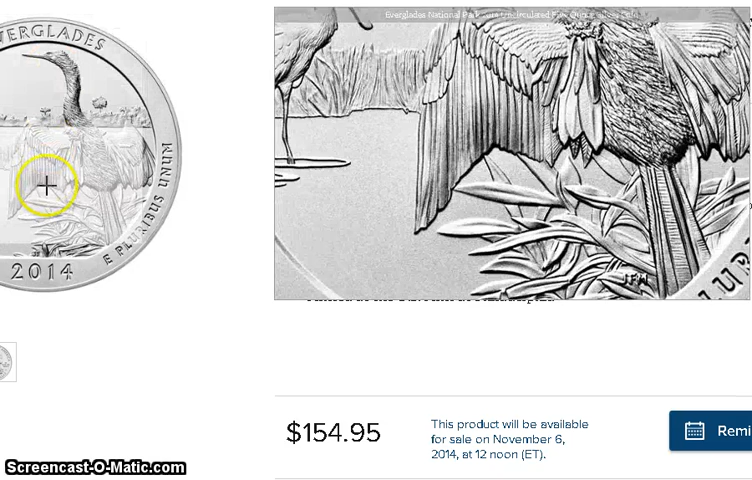 Everglades National Park
EVERGLADES
E PLURIBUS UNUM
2014
JFM
$154.95
This product will be available
for sale on November 6,
2014, at 12 noon (ET).
Remi
Screencast-O-Matic.com